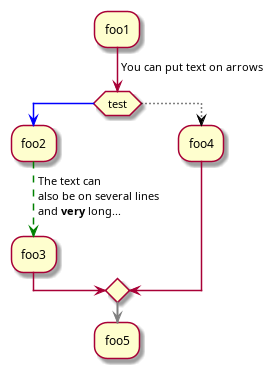 foo1
You can put text on arrows
test
foo2
foo4
The text can
also be on several lines
and very long...
foo3
foo5